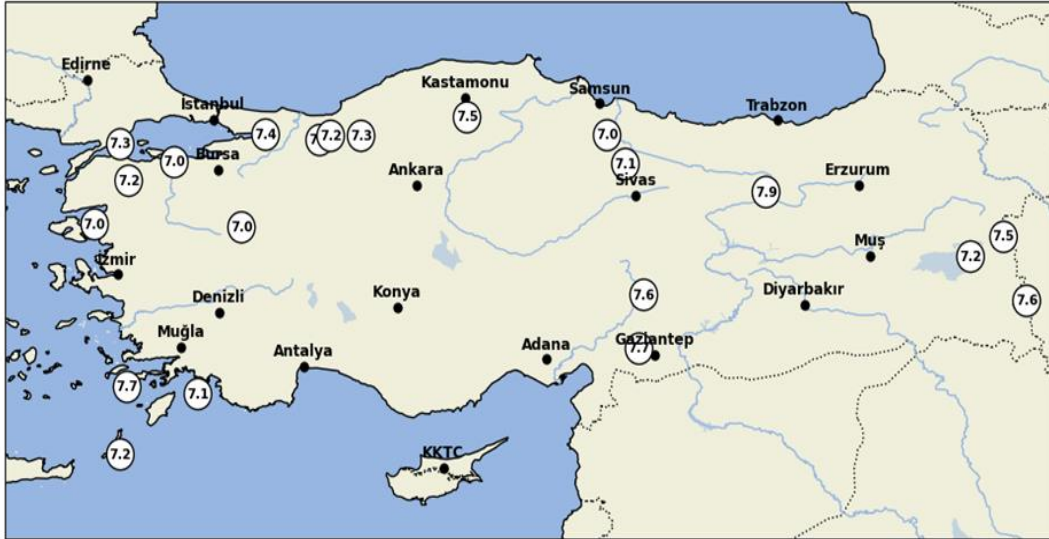 Edirne
Kastamonu
Samsun
İstanbul
Trabzon
7.5
7.4
7.3
7.2
7.3
7.0
7.0
Bursa
7.1
Ankara
Sivas
Erzurum
7.2
7.9
7.0
7.0
7.5
Muş
7.2
İzmir
Denizli
Konya
7.6
Diyarbakır
7.6
Muğla
Antalya
Adana
Gaziantep
7.7
7.7
7.1
7.2
KKTC